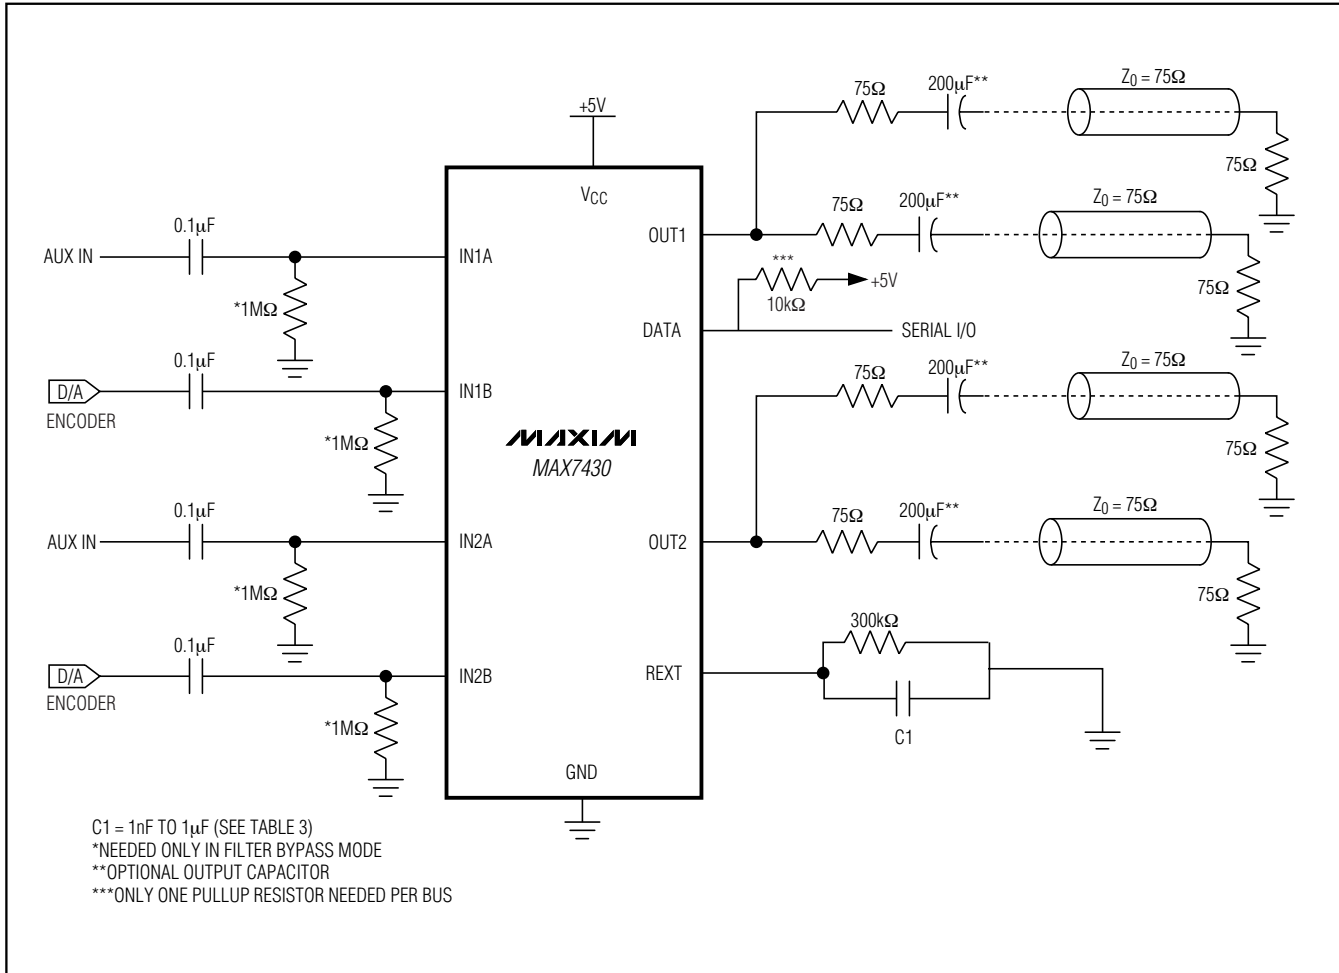 +5V
VCC
75Ω
200μF**
Z0 = 75Ω
75Ω
75Ω
200μF**
Z0 = 75Ω
75Ω
AUX IN
0.1μF
*1MΩ
IN1A
OUT1
***
10kΩ
+5V
DATA
SERIAL I/O
D/A
ENCODER
0.1μF
*1MΩ
IN1B
75Ω
200μF**
Z0 = 75Ω
75Ω
MAXIM
MAX7430
AUX IN
0.1μF
*1MΩ
IN2A
OUT2
75Ω
200μF**
Z0 = 75Ω
75Ω
D/A
ENCODER
0.1μF
*1MΩ
IN2B
REXT
300kΩ
C1
GND
C1 = 1nF TO 1μF (SEE TABLE 3)
*NEEDED ONLY IN FILTER BYPASS MODE
**OPTIONAL OUTPUT CAPACITOR
***ONLY ONE PULLUP RESISTOR NEEDED PER BUS